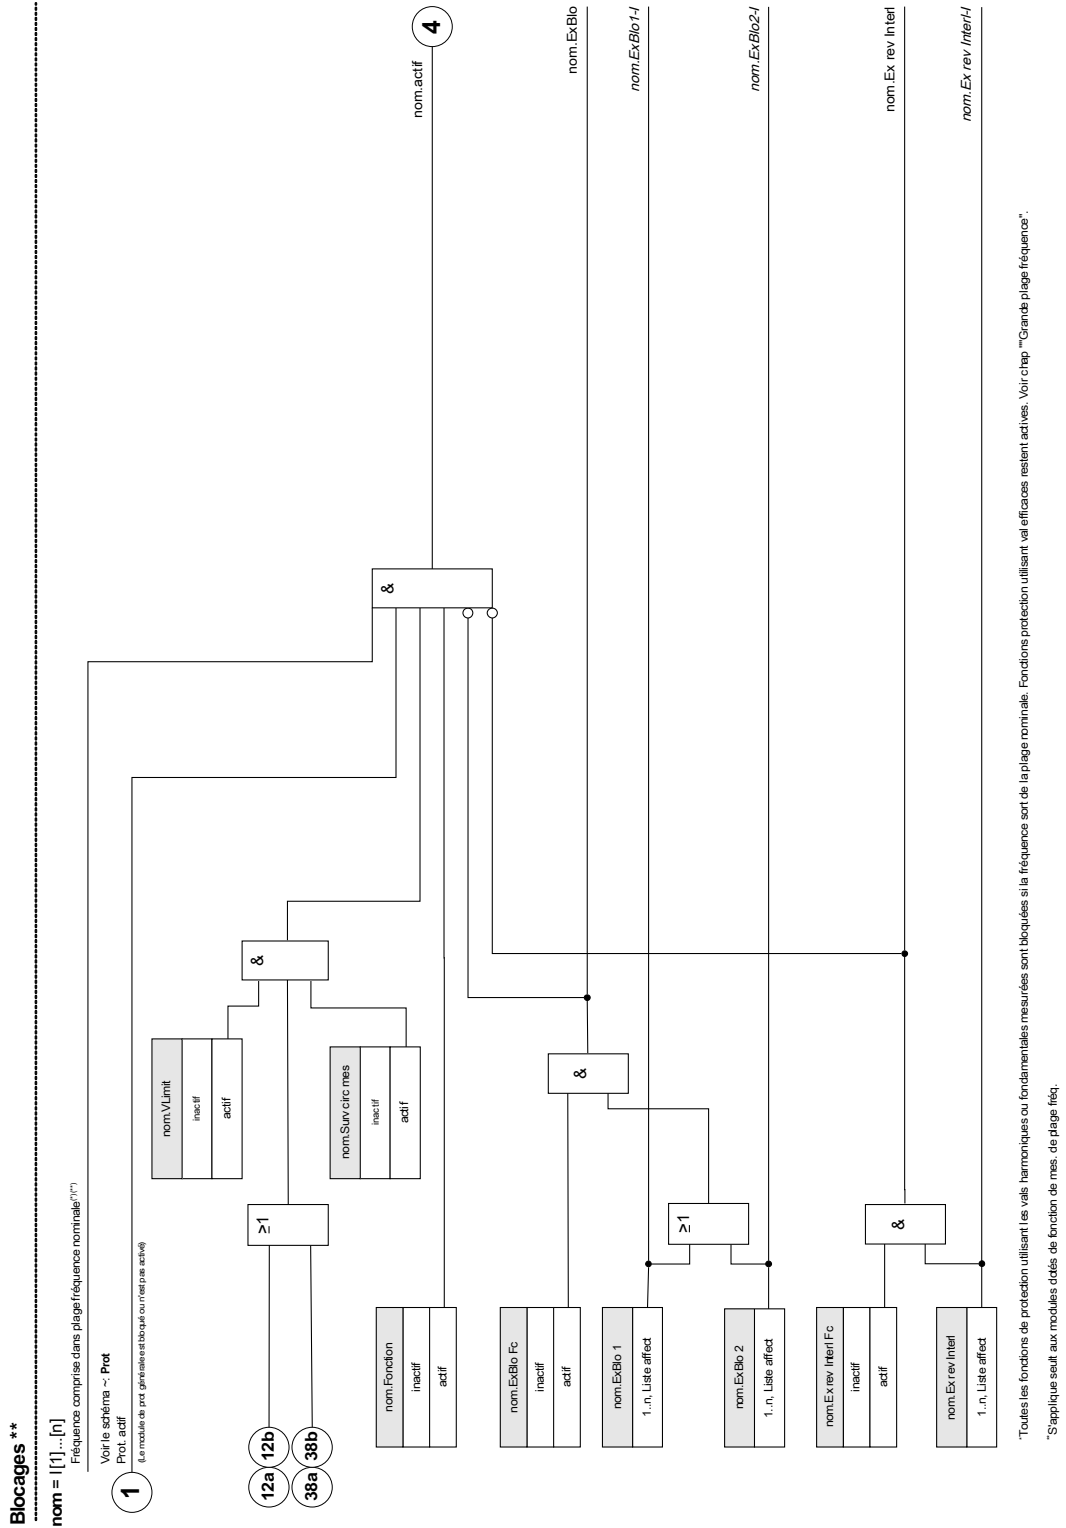 Blocages **
nom = I[1]...[n]
Fréquence comprise dans plage fréquence nominale(*)(**)
Voir le schéma ~: Prot
Prot. actif
(Le module de prot générale est bloqué ou n'est pas activé)
1
nom.VLimit
inactif
actif
&
12a
12b
38a
38b
≥1
nom.Surv circ mes
inactif
actif
nom.Fonction
inactif
actif
&
nom.actif
4
nom.ExBlo Fc
inactif
actif
&
nom.ExBlo
nom.ExBlo 1
1..n, Liste affect
nom.ExBlo1-I
≥1
nom.ExBlo 2
1..n, Liste affect
nom.ExBlo2-I
nom.Ex rev Interl Fc
inactif
actif
&
nom.Ex rev Interl
nom.Ex rev Interl
1..n, Liste affect
nom.Ex rev Interl-I
*Toutes les fonctions de protection utilisant les vals harmoniques ou fondamentales mesurées sont bloquées si la fréquence sort de la plage nominale. Fonctions protection utilisant val efficaces restent actives. Voir chap ""Grande plage fréquence".
**S'applique seult aux modules dotés de fonction de mes. de plage fréq.